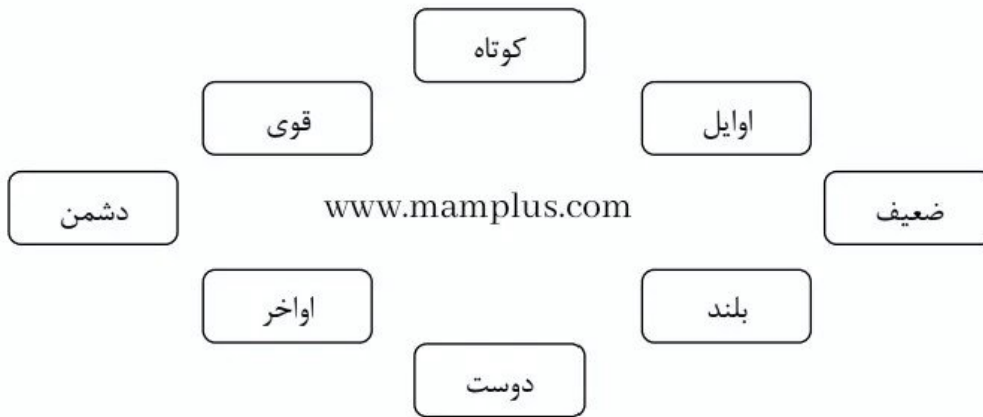 کوتاه
اوایل
قوی
ضعیف
www.mamplus.com
دشمن
بلند
اواخر
دوست